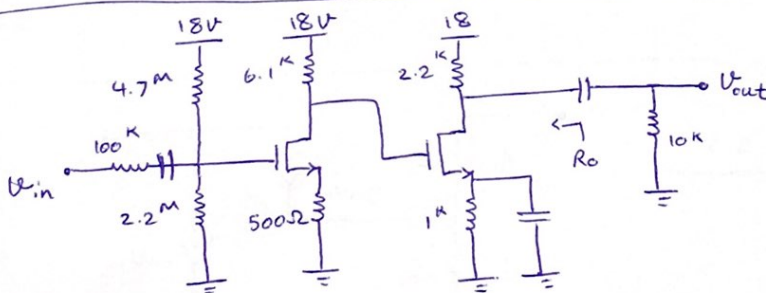 18V
18V
18
4.7M
6.1K
2.2K
100K
Vin
2.2M
500Ω
1K
Ro
10K
Vout